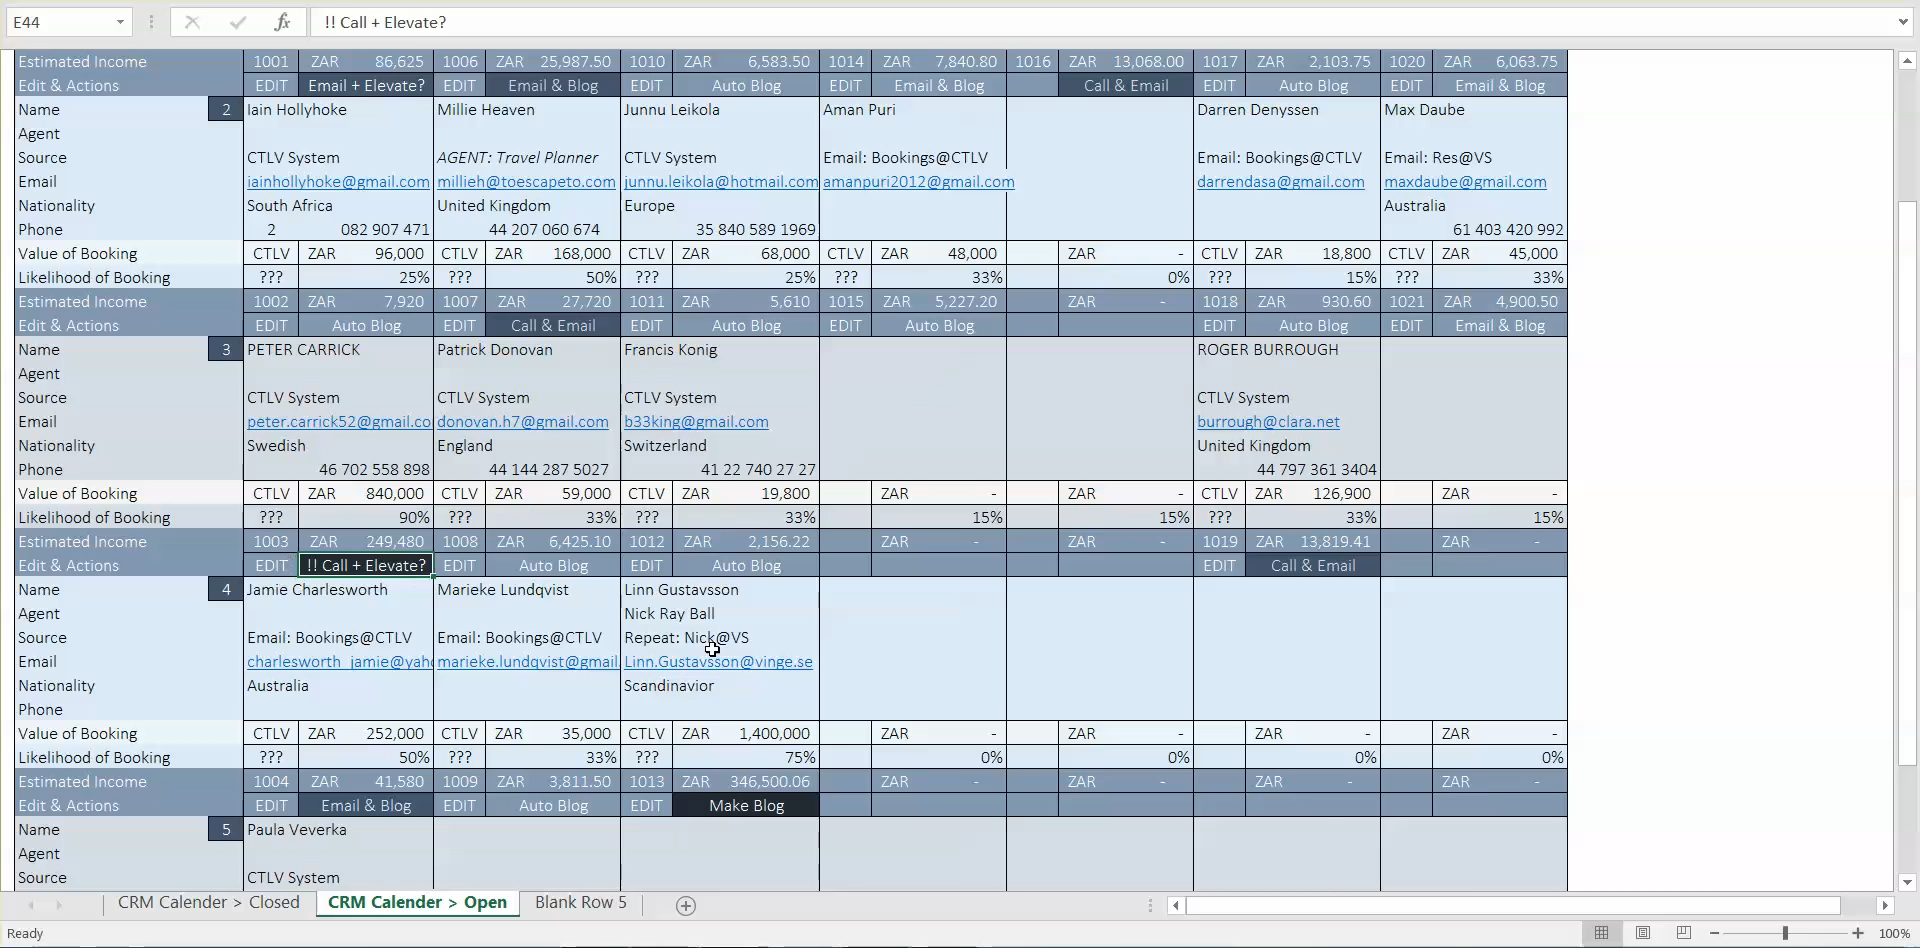 E44 fx !! Call + Elevate?
Estimated Income 1001 ZAR 86,625 1006 ZAR 25,987.50 1010 ZAR 6,583.50 1014 ZAR 7,840.80 1016 ZAR 13,068.00 1017 ZAR 2,103.75 1020 ZAR 6,063.75
Edit & Actions EDIT Email + Elevate? EDIT Email & Blog EDIT Auto Blog EDIT Email & Blog Call & Email EDIT Auto Blog EDIT Email & Blog
Name 2 Iain Hollyhoke Millie Heaven Junnu Leikola Aman Puri Darren Denyssen Max Daube
Agent
Source CTLV System AGENT: Travel Planner CTLV System Email: Bookings@CTLV Email: Bookings@CTLV Email: Res@VS
Email iainhollyhoke@gmail.com millieh@toescapeto.com junnu.leikola@hotmail.com amanpuri2012@gmail.com darrendasa@gmail.com maxdaube@gmail.com
Nationality South Africa United Kingdom Europe Australia
Phone 2 082 907 471 44 207 060 674 35 840 589 1969 61 403 420 992
Value of Booking CTLV ZAR 96,000 CTLV ZAR 168,000 CTLV ZAR 68,000 CTLV ZAR 48,000 ZAR - CTLV ZAR 18,800 CTLV ZAR 45,000
Likelihood of Booking ??? 25% ??? 50% ??? 25% ??? 33% 0% ??? 15% ??? 33%
Estimated Income 1002 ZAR 7,920 1007 ZAR 27,720 1011 ZAR 5,610 1015 ZAR 5,227.20 ZAR - 1018 ZAR 930.60 1021 ZAR 4,900.50
Edit & Actions EDIT Auto Blog EDIT Call & Email EDIT Auto Blog EDIT Auto Blog EDIT Auto Blog EDIT Email & Blog
Name 3 PETER CARRICK Patrick Donovan Francis Konig ROGER BURROUGH
Agent
Source CTLV System CTLV System CTLV System CTLV System
Email peter.carrick52@gmail.co donovan.h7@gmail.com b33king@gmail.com burrough@clara.net
Nationality Swedish England Switzerland United Kingdom
Phone 46 702 558 898 44 144 287 5027 41 22 740 27 27 44 797 361 3404
Value of Booking CTLV ZAR 840,000 CTLV ZAR 59,000 CTLV ZAR 19,800 ZAR - ZAR - CTLV ZAR 126,900 ZAR -
Likelihood of Booking ??? 90% ??? 33% ??? 33% 15% 15% ??? 33% 15%
Estimated Income 1003 ZAR 249,480 1008 ZAR 6,425.10 1012 ZAR 2,156.22 ZAR - ZAR - 1019 ZAR 13,819.41 ZAR -
Edit & Actions EDIT !! Call + Elevate? EDIT Auto Blog EDIT Auto Blog EDIT Call & Email
Name 4 Jamie Charlesworth Marieke Lundqvist Linn Gustavsson
Agent Nick Ray Ball
Source Email: Bookings@CTLV Email: Bookings@CTLV Repeat: Nick@VS
Email charlesworth_jamie@yah marieke.lundqvist@gmail. Linn.Gustavsson@vinge.se
Nationality Australia Scandinavior
Phone
Value of Booking CTLV ZAR 252,000 CTLV ZAR 35,000 CTLV ZAR 1,400,000 ZAR - ZAR - ZAR - ZAR -
Likelihood of Booking ??? 50% ??? 33% ??? 75% 0% 0% 0% 0%
Estimated Income 1004 ZAR 41,580 1009 ZAR 3,811.50 1013 ZAR 346,500.06 ZAR - ZAR - ZAR - ZAR -
Edit & Actions EDIT Email & Blog EDIT Auto Blog EDIT Make Blog
Name 5 Paula Veverka
Agent
Source CTLV System
CRM Calender > Closed CRM Calender > Open Blank Row 5
Ready 100%